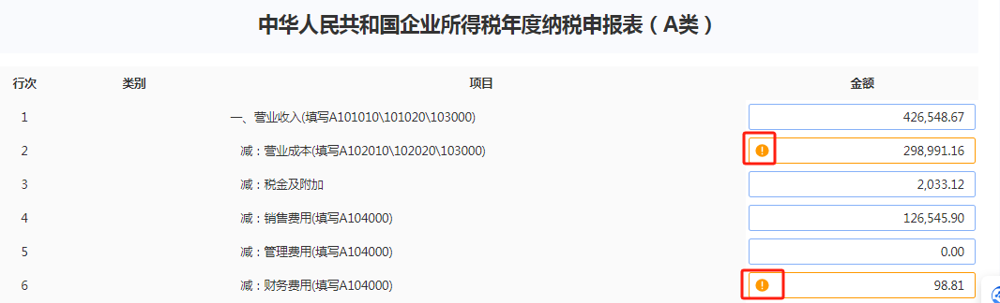 中华人民共和国企业所得税年度纳税申报表（A类）
行次 类别 项目 金额
1 一、营业收入(填写A101010\101020\103000) 426,548.67
2 减：营业成本(填写A102010\102020\103000) 298,991.16
3 减：税金及附加 2,033.12
4 减：销售费用(填写A104000) 126,545.90
5 减：管理费用(填写A104000) 0.00
6 减：财务费用(填写A104000) 98.81